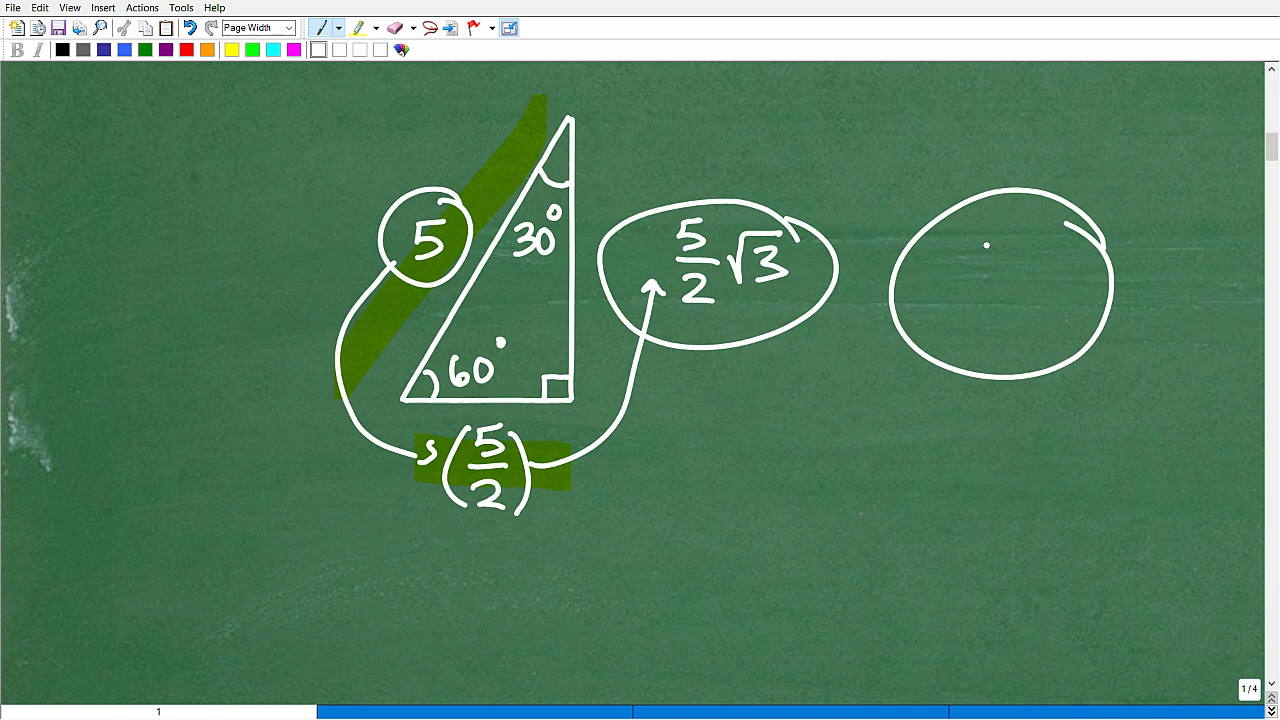 File Edit View Insert Actions Tools Help
Page Width
B I
30°
5
5/2 √3
60°
s (5/2)
1/4
1